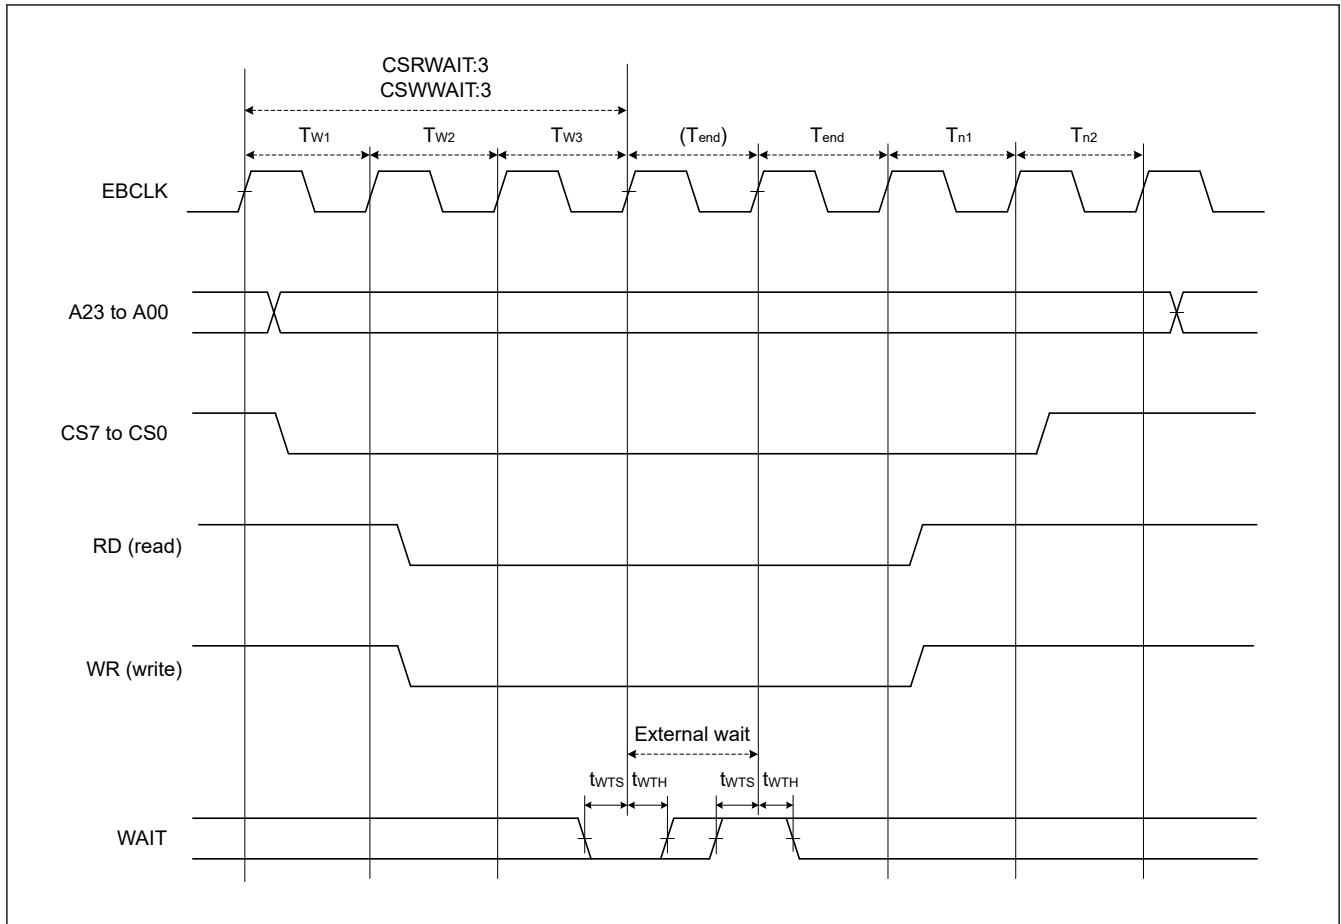 CSRWAIT:3
CSWWAIT:3
TW1 TW2 TW3 (Tend) Tend Tn1 Tn2
EBCLK
A23 to A00
CS7 to CS0
RD (read)
WR (write)
External wait
tWTS tWTH tWTS tWTH
WAIT